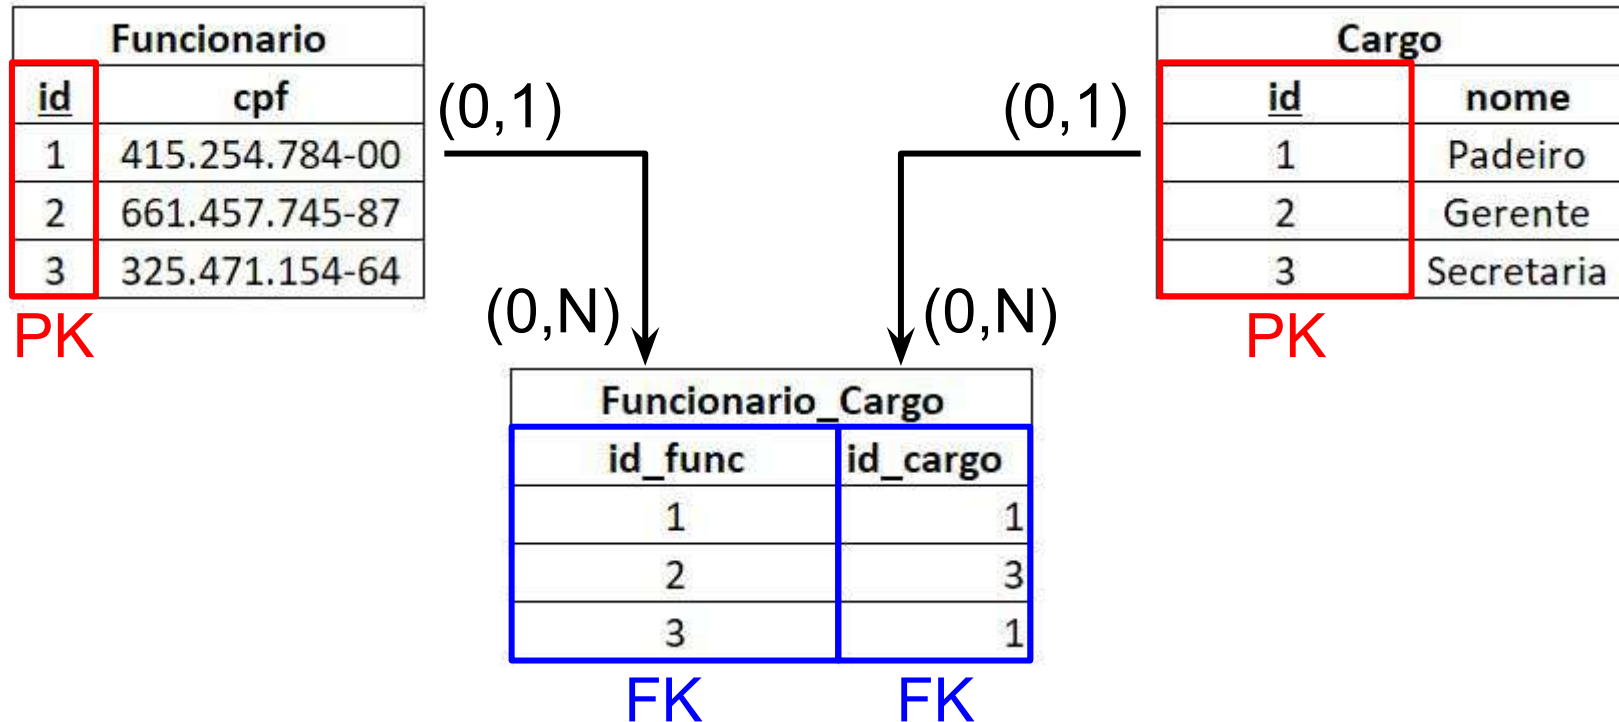 Funcionario
id cpf
1 415.254.784-00
2 661.457.745-87
3 325.471.154-64
PK
(0,1)
(0,N)
(0,1)
(0,N)
Cargo
id nome
1 Padeiro
2 Gerente
3 Secretaria
PK
Funcionario_Cargo
id_func id_cargo
1 1
2 3
3 1
FK FK